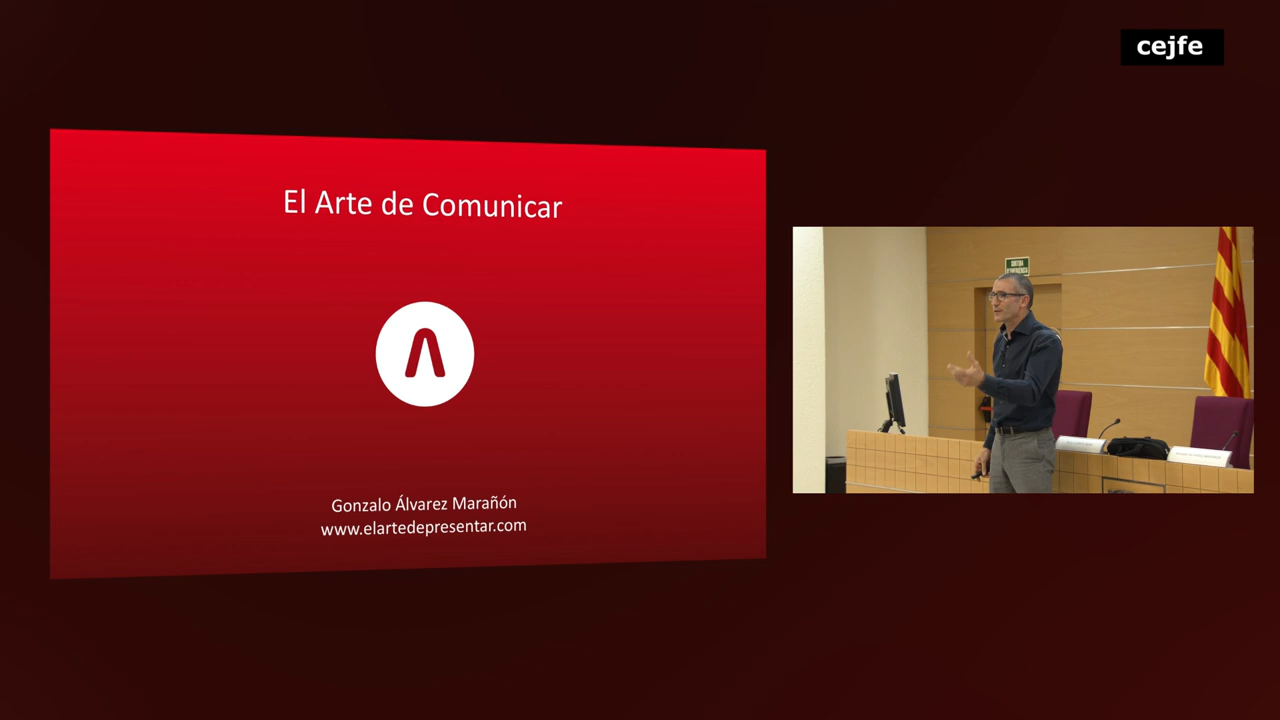 cejfe
El Arte de Comunicar
Gonzalo Álvarez Marañón
www.elartedepresentar.com